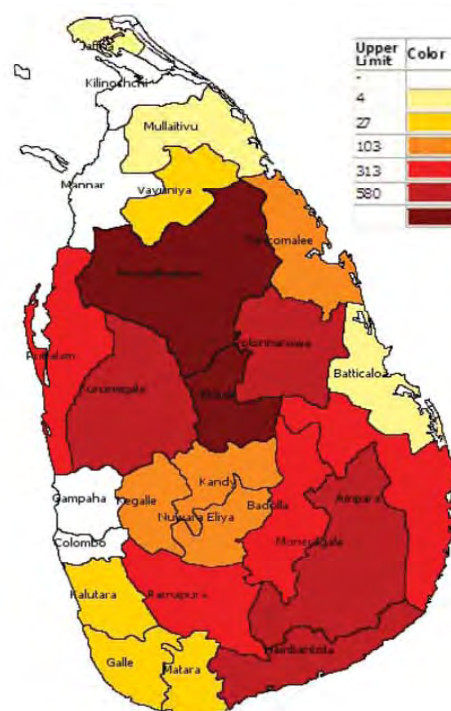 Jaffna
Upper Limit
Color
-
Kilinochchi
4
27
Mullaitivu
103
313
Mannar
Vavuniya
580
Trincomalee
Anuradhapura
Polonnaruwa
Puttalam
Batticaloa
Kurunegala
Matale
Kandy
Gampaha
Kegalle
Badulla
Ampara
Nuwara Eliya
Colombo
Moneragala
Kalutara
Ratnapura
Hambantota
Galle
Matara